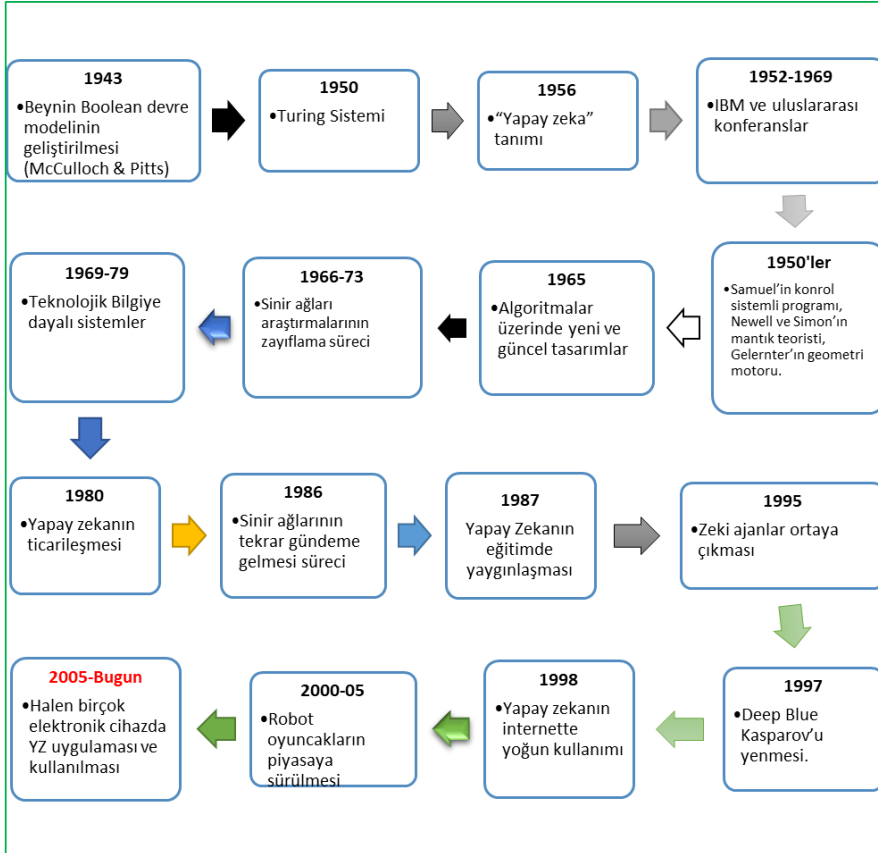 1943
•Beynin Boolean devre
modelinin
geliştirilmesi
(McCulloch & Pitts)
1950
•Turing Sistemi
1956
•“Yapay zeka”
tanımı
1952-1969
•IBM ve uluslararası
konferanslar
1950'ler
•Samuel’in konrol
sistemli programı,
Newell ve Simon’ın
mantık teoristi,
Gelernter’ın geometri
motoru.
1965
•Algoritmalar
üzerinde yeni ve
güncel tasarımlar
1966-73
•Sinir ağları
araştırmalarının
zayıflama süreci
1969-79
•Teknolojik Bilgiye
dayalı sistemler
1980
•Yapay zekanın
ticarileşmesi
1986
•Sinir ağlarının
tekrar gündeme
gelmesi süreci
1987
Yapay Zekanın
eğitimde
yaygınlaşması
1995
•Zeki ajanlar ortaya
çıkması
1997
•Deep Blue
Kasparov’u
yenmesi.
1998
•Yapay zekanın
internette
yoğun kullanımı
2000-05
•Robot
oyuncakların
piyasaya
sürülmesi
2005-Bugun
•Halen birçok
elektronik cihazda
YZ uygulaması ve
kullanılması